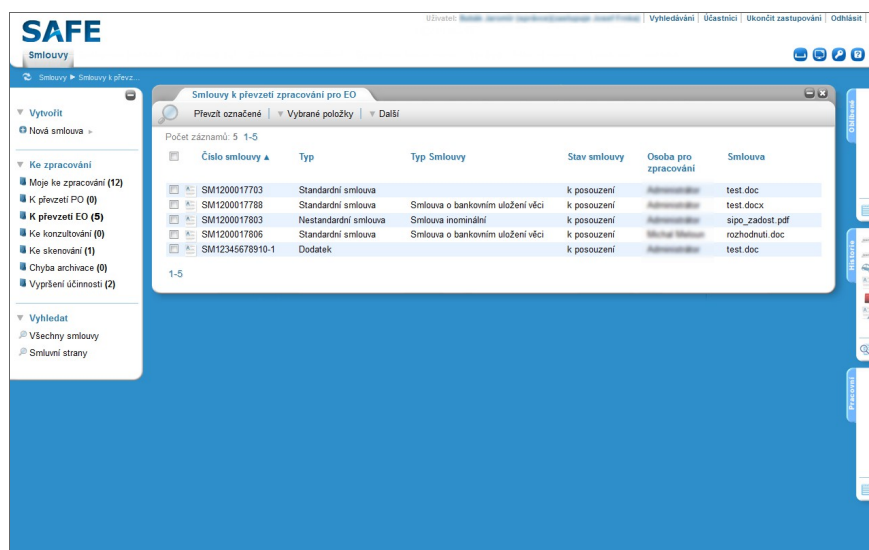 Uživatel: Vyhledávání Účastníci Ukončit zastupování Odhlásit
SAFE
Smlouvy
Smlouvy ► Smlouvy k převz...
Vytvořit
Nová smlouva
Ke zpracování
Moje ke zpracování (12)
K převzetí PO (0)
K převzetí EO (5)
Ke konzultování (0)
Ke skenování (1)
Chyba archivace (0)
Vypršení účinnosti (2)
Vyhledat
Všechny smlouvy
Smluvní strany
Smlouvy k převzetí zpracování pro EO
Převzít označené Vybrané položky Další
Počet záznamů: 5 1-5
Číslo smlouvy ▲ Typ Typ Smlouvy Stav smlouvy Osoba pro zpracování Smlouva
SM1200017703 Standardní smlouva k posouzení test.doc
SM1200017788 Standardní smlouva Smlouva o bankovním uložení věci k posouzení test.docx
SM1200017803 Nestandardní smlouva Smlouva inominální k posouzení sipo_zadost.pdf
SM1200017806 Standardní smlouva Smlouva o bankovním uložení věci k posouzení rozhodnuti.doc
SM12345678910-1 Dodatek k posouzení test.doc
1-5
Oblíbené
Historie
Pracovní